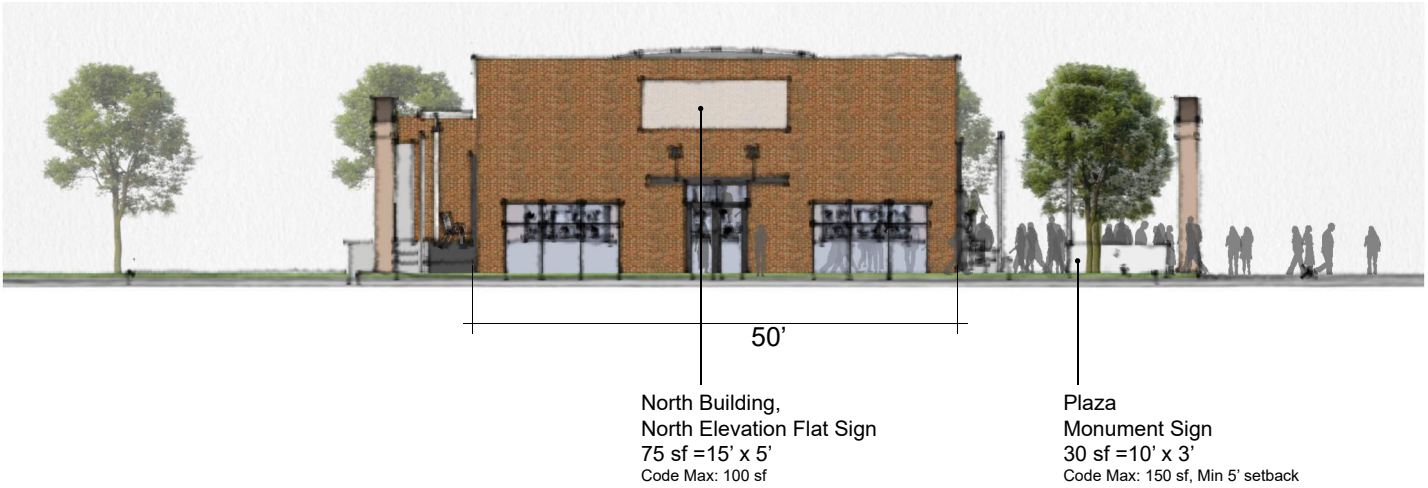 50’
North Building,
North Elevation Flat Sign
75 sf =15’ x 5’
Code Max: 100 sf
Plaza
Monument Sign
30 sf =10’ x 3’
Code Max: 150 sf, Min 5’ setback